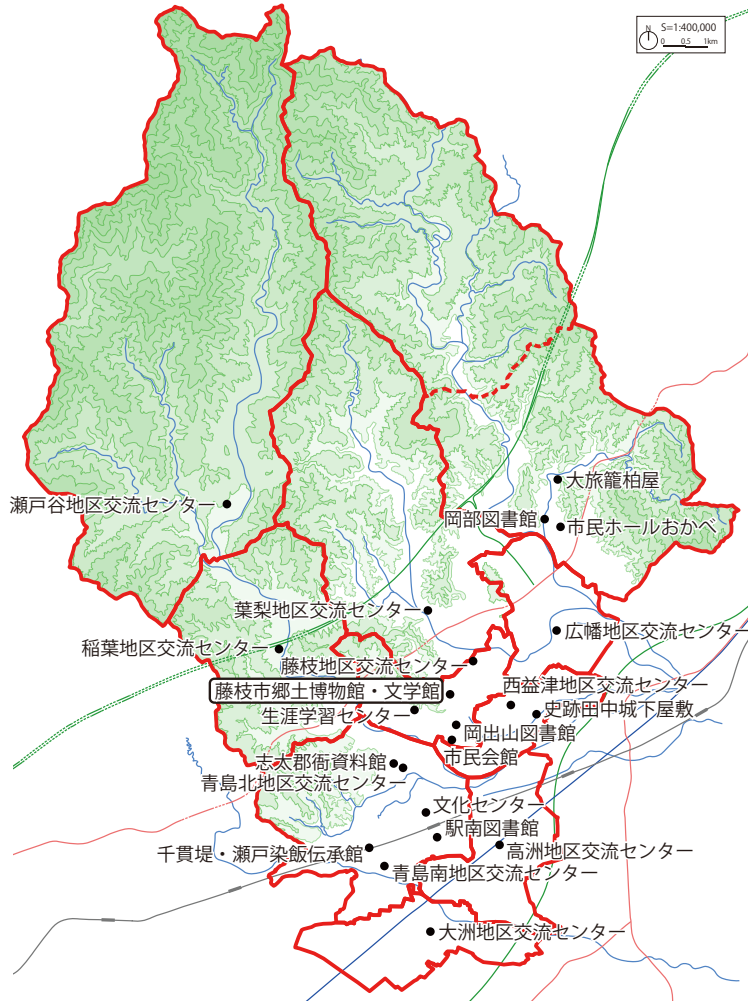 N
S=1:400,000
0 0.5 1km
大旅籠柏屋
瀬戸谷地区交流センター
岡部図書館
市民ホールおかべ
葉梨地区交流センター
広幡地区交流センター
稲葉地区交流センター
藤枝地区交流センター
藤枝市郷土博物館・文学館
西益津地区交流センター
生涯学習センター
史跡田中城下屋敷
岡出山図書館
市民会館
志太郡衙資料館
青島北地区交流センター
文化センター
駅南図書館
千貫堤・瀬戸染飯伝承館
高洲地区交流センター
青島南地区交流センター
大洲地区交流センター